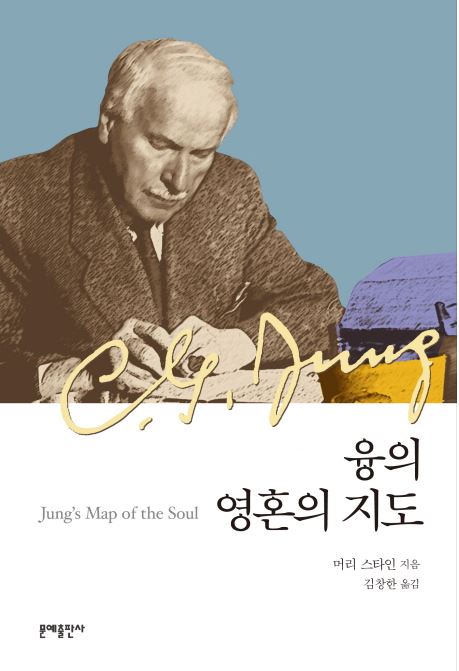 C. G. Jung
융의
Jung's Map of the Soul 영혼의 지도
머리 스타인 지음
김창한 옮김
문예출판사